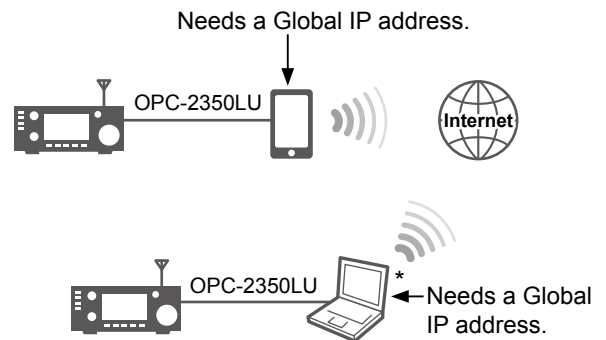 Needs a Global IP address.
OPC-2350LU
Internet
OPC-2350LU
*
Needs a Global
IP address.